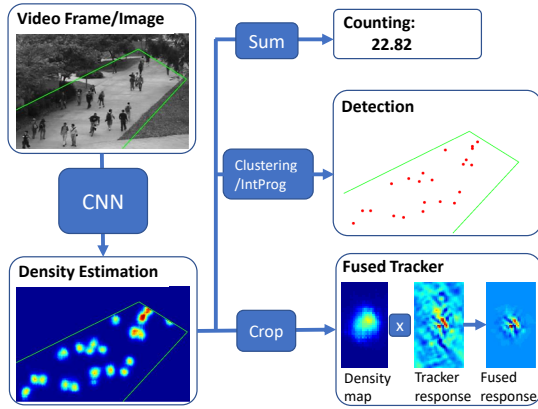 Video Frame/Image
Sum
Counting:
22.82
Detection
Clustering
/IntProg
CNN
Density Estimation
Fused Tracker
Crop
x
Density
map
Tracker
response
Fused
response